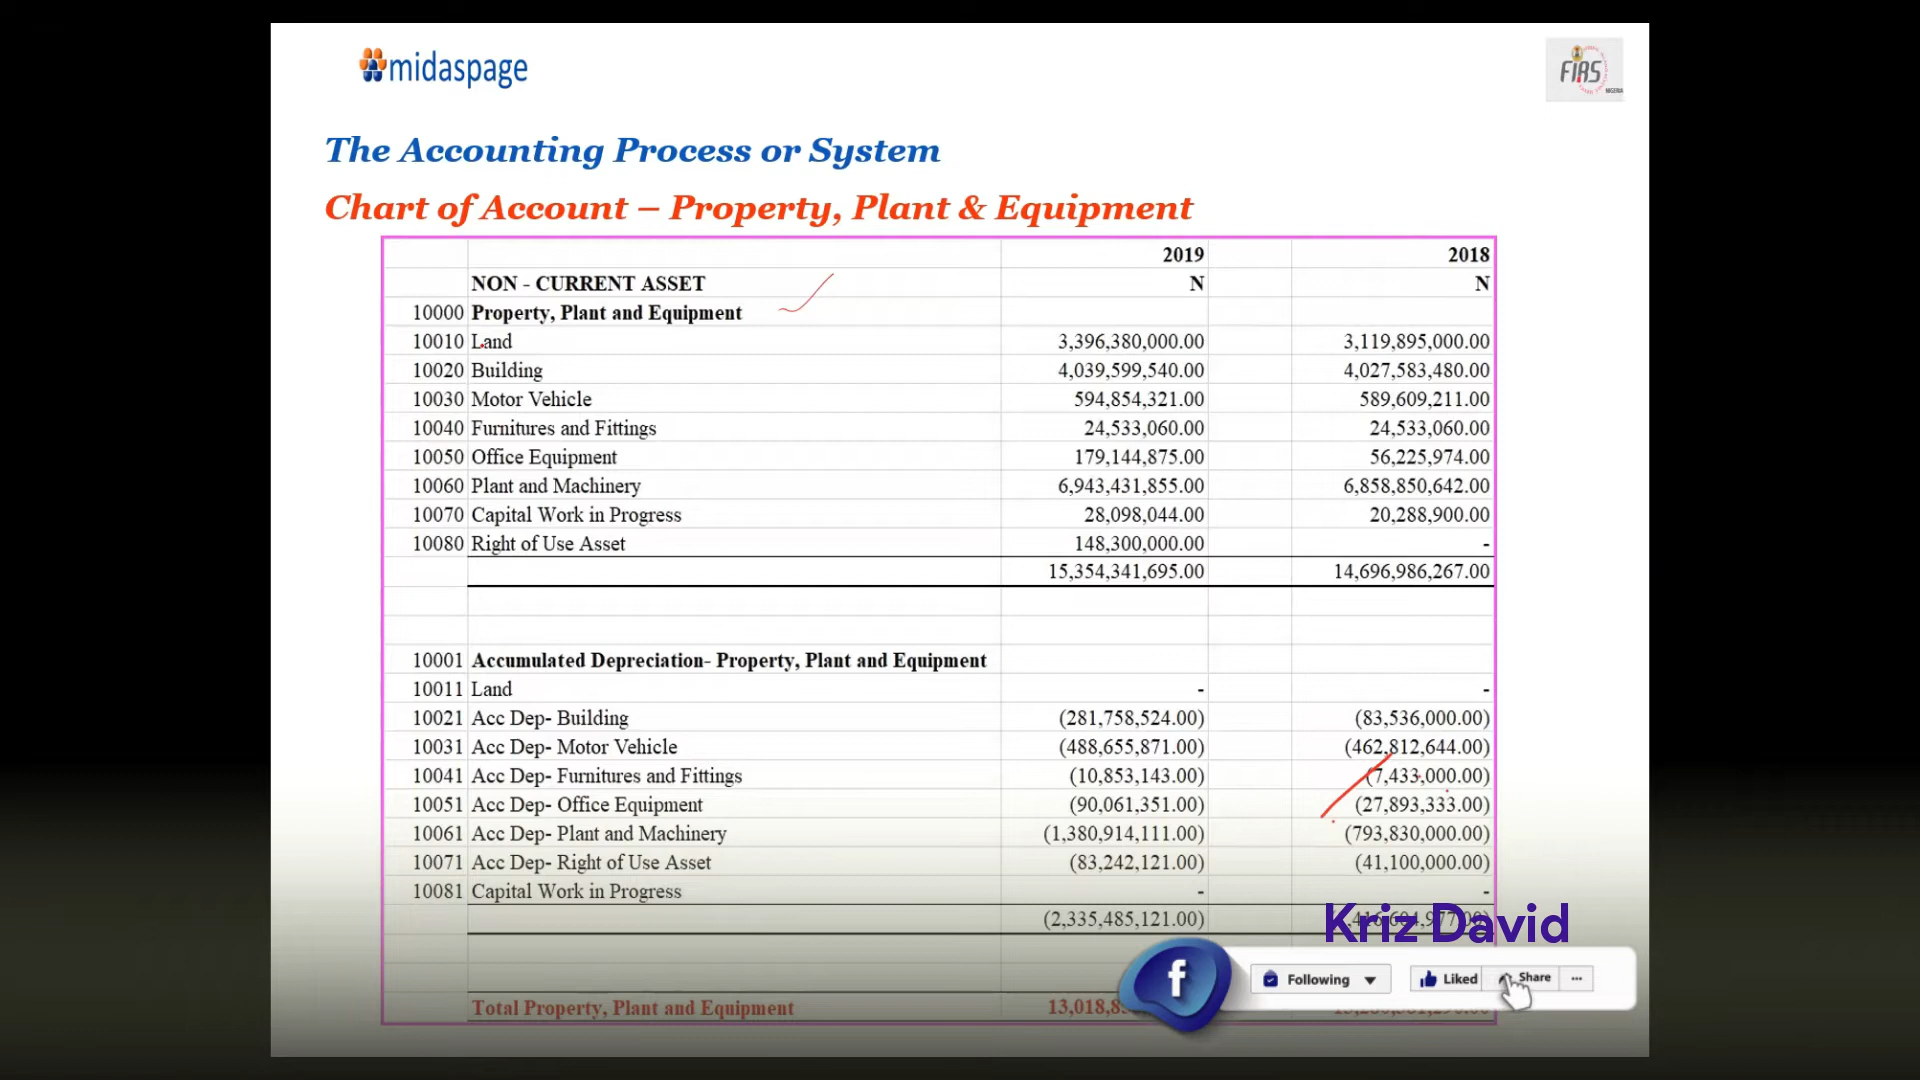 midaspage
FIRS
NIGERIA
The Accounting Process or System
Chart of Account – Property, Plant & Equipment
2019 2018
NON - CURRENT ASSET N N
10000 Property, Plant and Equipment
10010 Land 3,396,380,000.00 3,119,895,000.00
10020 Building 4,039,599,540.00 4,027,583,480.00
10030 Motor Vehicle 594,854,321.00 589,609,211.00
10040 Furnitures and Fittings 24,533,060.00 24,533,060.00
10050 Office Equipment 179,144,875.00 56,225,974.00
10060 Plant and Machinery 6,943,431,855.00 6,858,850,642.00
10070 Capital Work in Progress 28,098,044.00 20,288,900.00
10080 Right of Use Asset 148,300,000.00 -
15,354,341,695.00 14,696,986,267.00
10001 Accumulated Depreciation- Property, Plant and Equipment
10011 Land - -
10021 Acc Dep- Building (281,758,524.00) (83,536,000.00)
10031 Acc Dep- Motor Vehicle (488,655,871.00) (462,812,644.00)
10041 Acc Dep- Furnitures and Fittings (10,853,143.00) (7,433,000.00)
10051 Acc Dep- Office Equipment (90,061,351.00) (27,893,333.00)
10061 Acc Dep- Plant and Machinery (1,380,914,111.00) (793,830,000.00)
10071 Acc Dep- Right of Use Asset (83,242,121.00) (41,100,000.00)
10081 Capital Work in Progress - -
(2,335,485,121.00)
Kriz David
f Following Liked Share ...
Total Property, Plant and Equipment